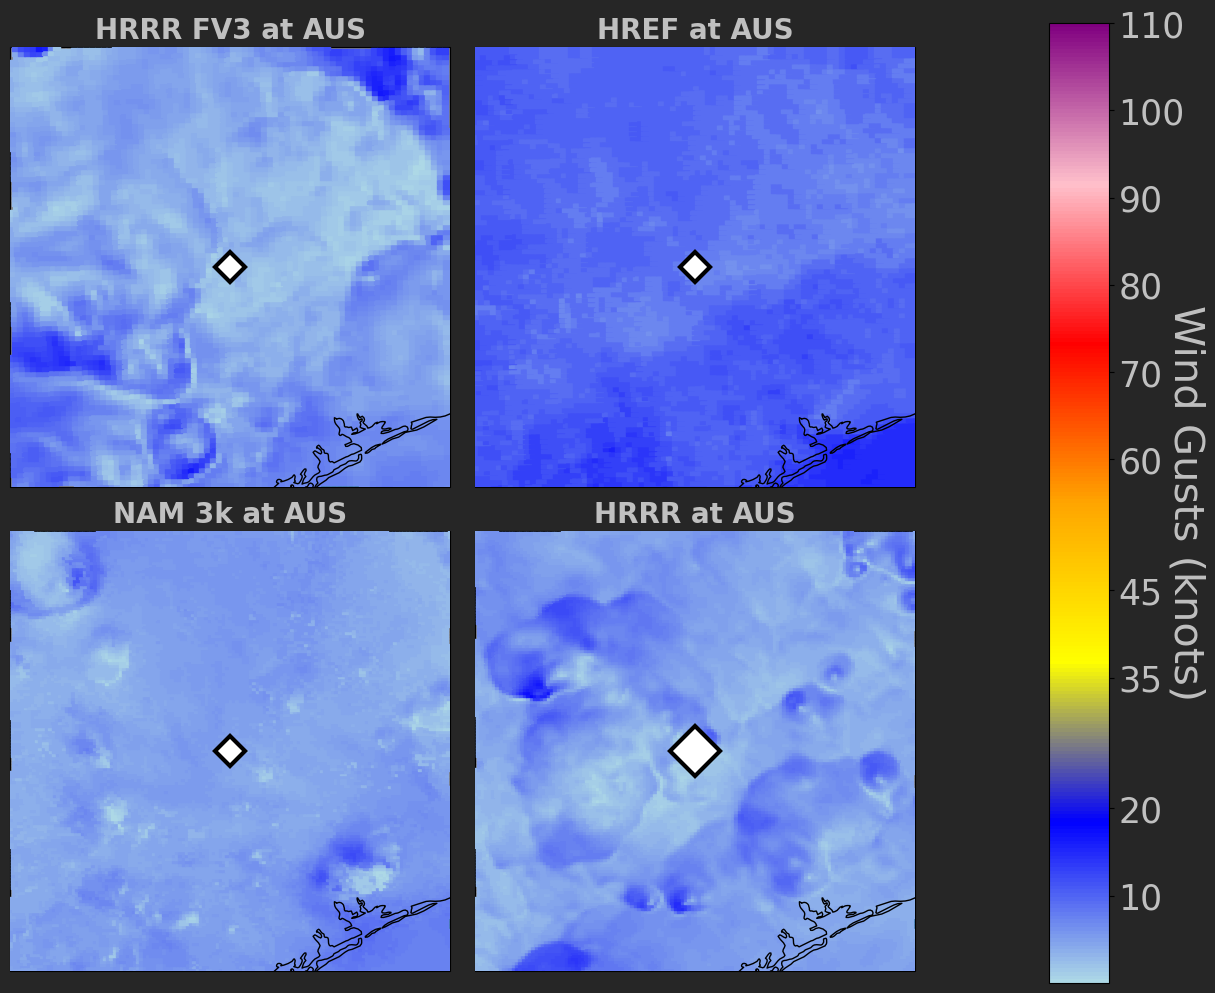 HRRR FV3 at AUS
HREF at AUS
NAM 3k at AUS
HRRR at AUS
110
100
90
80
70
60
45
35
20
10
Wind Gusts (knots)